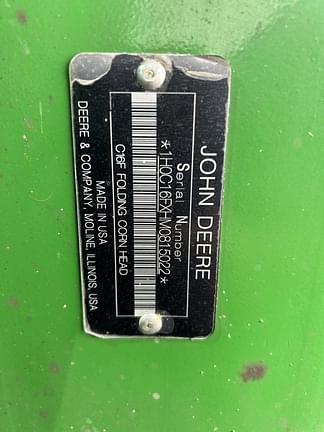 JOHN DEERE
Serial Number
*1H0C16FXHM0815022*
C16F FOLDING CORN HEAD
MADE IN USA
DEERE & COMPANY, MOLINE, ILLINOIS, USA